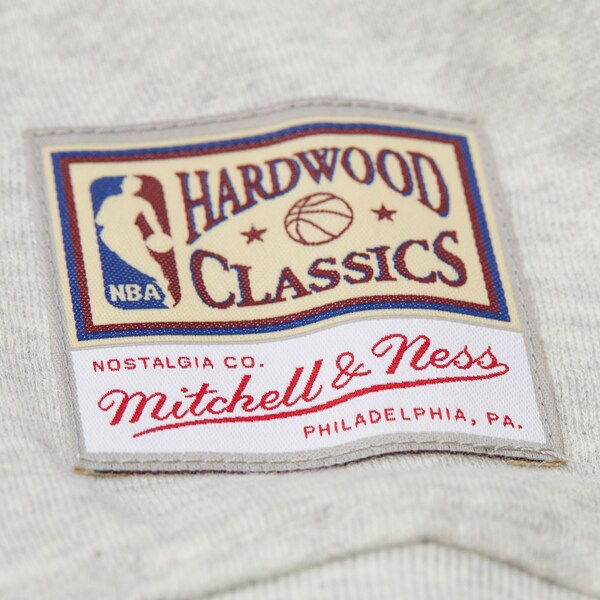 HARDWOOD
CLASSICS
NBA
NOSTALGIA CO.
Mitchell & Ness
PHILADELPHIA, PA.